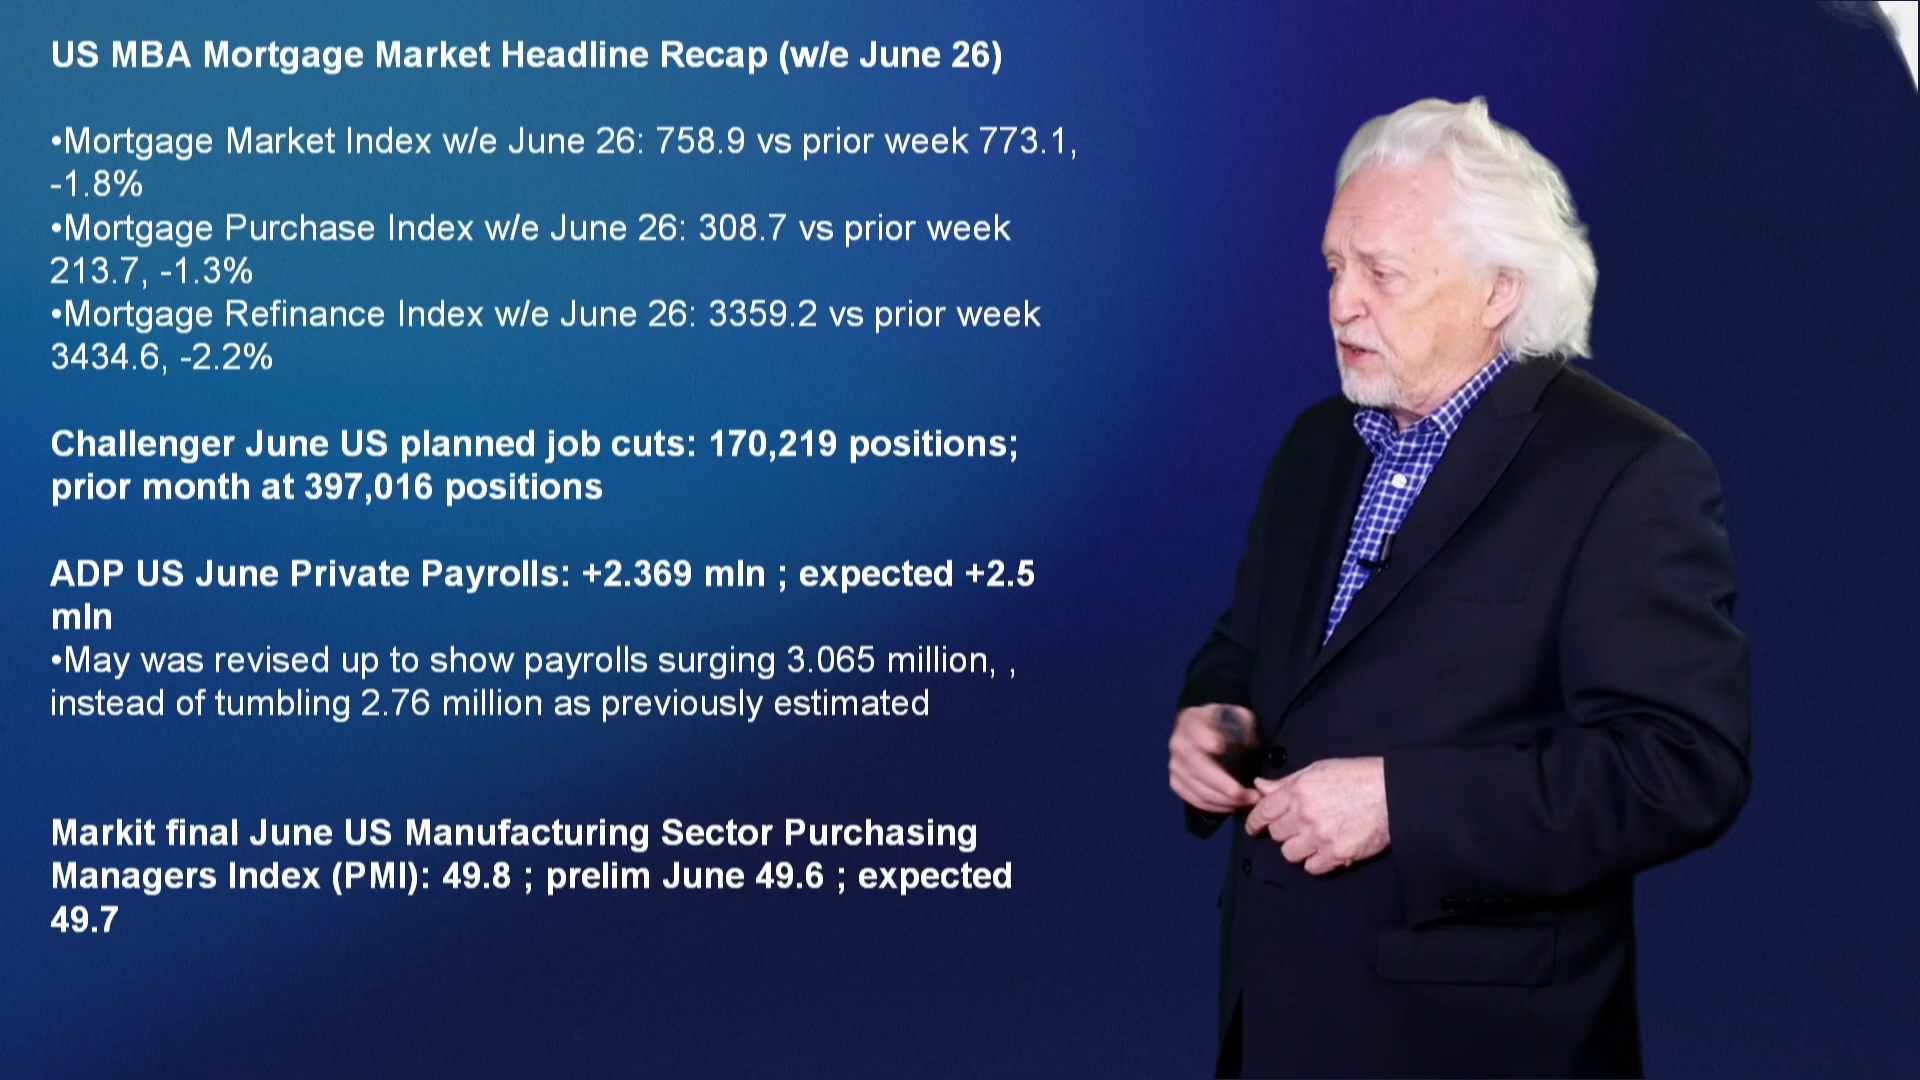 US MBA Mortgage Market Headline Recap (w/e June 26)
•Mortgage Market Index w/e June 26: 758.9 vs prior week 773.1,
-1.8%
•Mortgage Purchase Index w/e June 26: 308.7 vs prior week
213.7, -1.3%
•Mortgage Refinance Index w/e June 26: 3359.2 vs prior week
3434.6, -2.2%
Challenger June US planned job cuts: 170,219 positions;
prior month at 397,016 positions
ADP US June Private Payrolls: +2.369 mln ; expected +2.5
mln
•May was revised up to show payrolls surging 3.065 million, ,
instead of tumbling 2.76 million as previously estimated
Markit final June US Manufacturing Sector Purchasing
Managers Index (PMI): 49.8 ; prelim June 49.6 ; expected
49.7